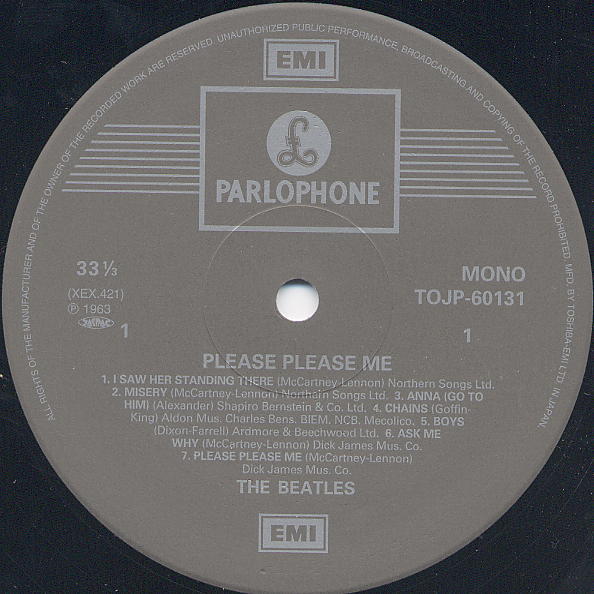 ALL RIGHTS OF THE MANUFACTURER AND OF THE OWNER OF THE RECORDED WORK ARE RESERVED. UNAUTHORIZED PUBLIC PERFORMANCE, BROADCASTING AND COPYING OF THE RECORD PROHIBITED. MFD. BY TOSHIBA-EMI LTD. IN JAPAN.
EMI
£
PARLOPHONE
33 ⅓
MONO
(XEX.421)
TOJP-60131
℗ 1963
1
1
PLEASE PLEASE ME
1. I SAW HER STANDING THERE (McCartney-Lennon) Northern Songs Ltd.
2. MISERY (McCartney-Lennon) Northern Songs Ltd. 3. ANNA (GO TO
HIM) (Alexander) Shapiro Bernstein & Co. Ltd. 4. CHAINS (Goffin-
King) Aldon Mus. Charles Bens. BIEM. NCB. Mecolico. 5. BOYS
(Dixon-Farrell) Ardmore & Beechwood Ltd. 6. ASK ME
WHY (McCartney-Lennon) Dick James Mus. Co.
7. PLEASE PLEASE ME (McCartney-Lennon)
Dick James Mus. Co.
THE BEATLES
EMI